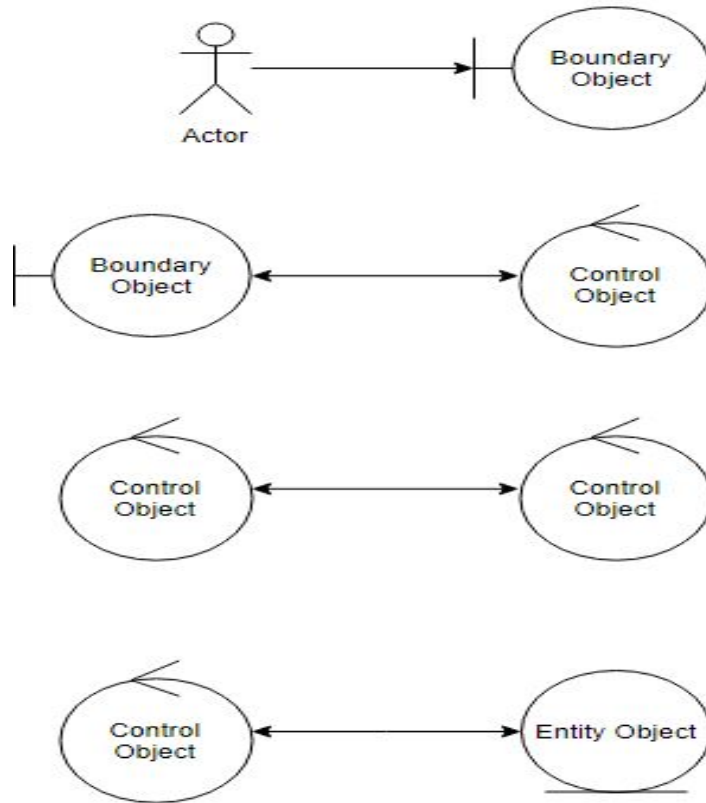 Boundary
Object
Actor
Boundary
Object
Control
Object
Control
Object
Control
Object
Control
Object
Entity Object